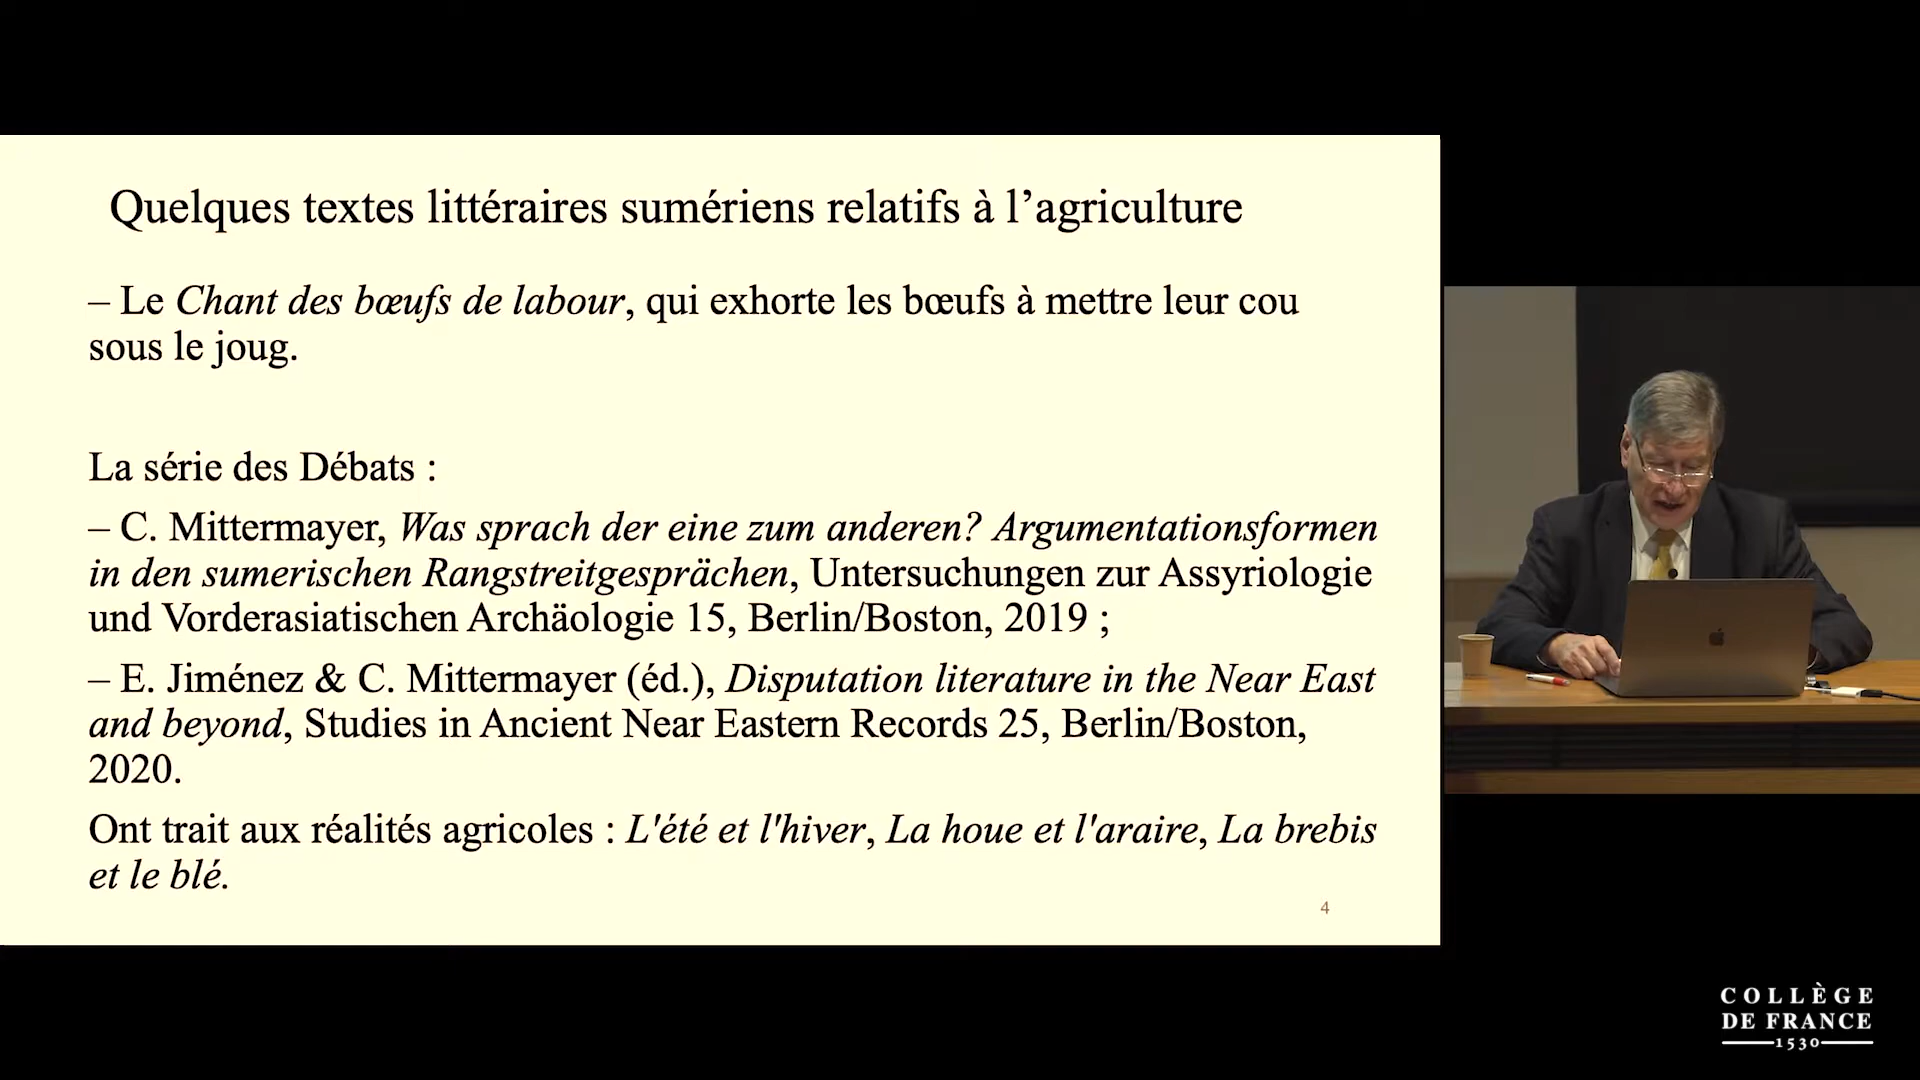 Quelques textes littéraires sumériens relatifs à l’agriculture
– Le Chant des bœufs de labour, qui exhorte les bœufs à mettre leur cou
sous le joug.
La série des Débats :
– C. Mittermayer, Was sprach der eine zum anderen? Argumentationsformen
in den sumerischen Rangstreitgesprächen, Untersuchungen zur Assyriologie
und Vorderasiatischen Archäologie 15, Berlin/Boston, 2019 ;
– E. Jiménez & C. Mittermayer (éd.), Disputation literature in the Near East
and beyond, Studies in Ancient Near Eastern Records 25, Berlin/Boston,
2020.
Ont trait aux réalités agricoles : L'été et l'hiver, La houe et l'araire, La brebis
et le blé.
4
COLLÈGE
DE FRANCE
1530